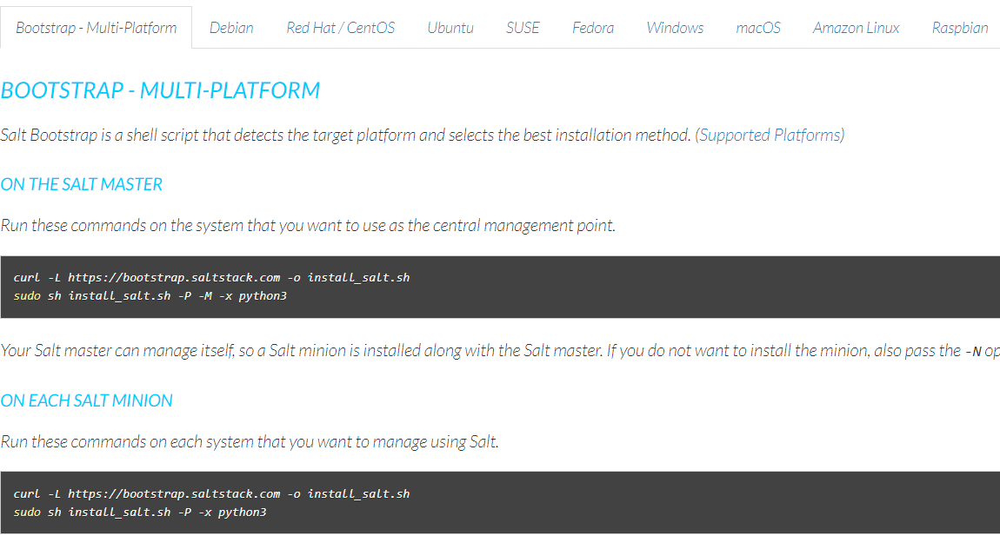 Bootstrap - Multi-Platform Debian Red Hat / CentOS Ubuntu SUSE Fedora Windows macOS Amazon Linux Raspbian
BOOTSTRAP - MULTI-PLATFORM
Salt Bootstrap is a shell script that detects the target platform and selects the best installation method. (Supported Platforms)
ON THE SALT MASTER
Run these commands on the system that you want to use as the central management point.
curl -L https://bootstrap.saltstack.com -o install_salt.sh
sudo sh install_salt.sh -P -M -x python3
Your Salt master can manage itself, so a Salt minion is installed along with the Salt master. If you do not want to install the minion, also pass the -N op
ON EACH SALT MINION
Run these commands on each system that you want to manage using Salt.
curl -L https://bootstrap.saltstack.com -o install_salt.sh
sudo sh install_salt.sh -P -x python3